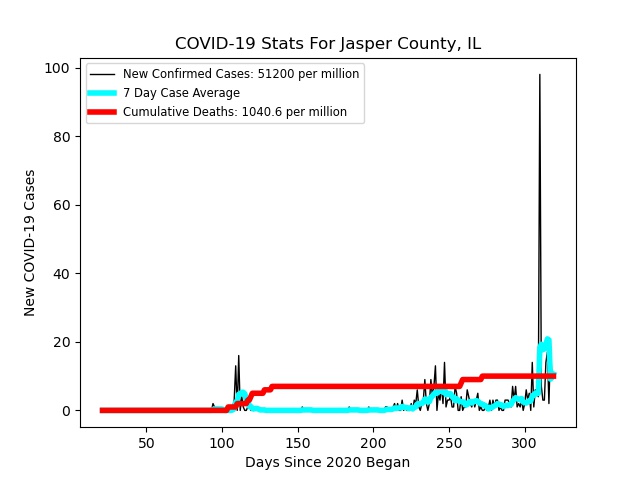 COVID-19 Stats For Jasper County, IL
New Confirmed Cases: 51200 per million
7 Day Case Average
Cumulative Deaths: 1040.6 per million
New COVID-19 Cases
100
80
60
40
20
0
50
100
150
200
250
300
Days Since 2020 Began